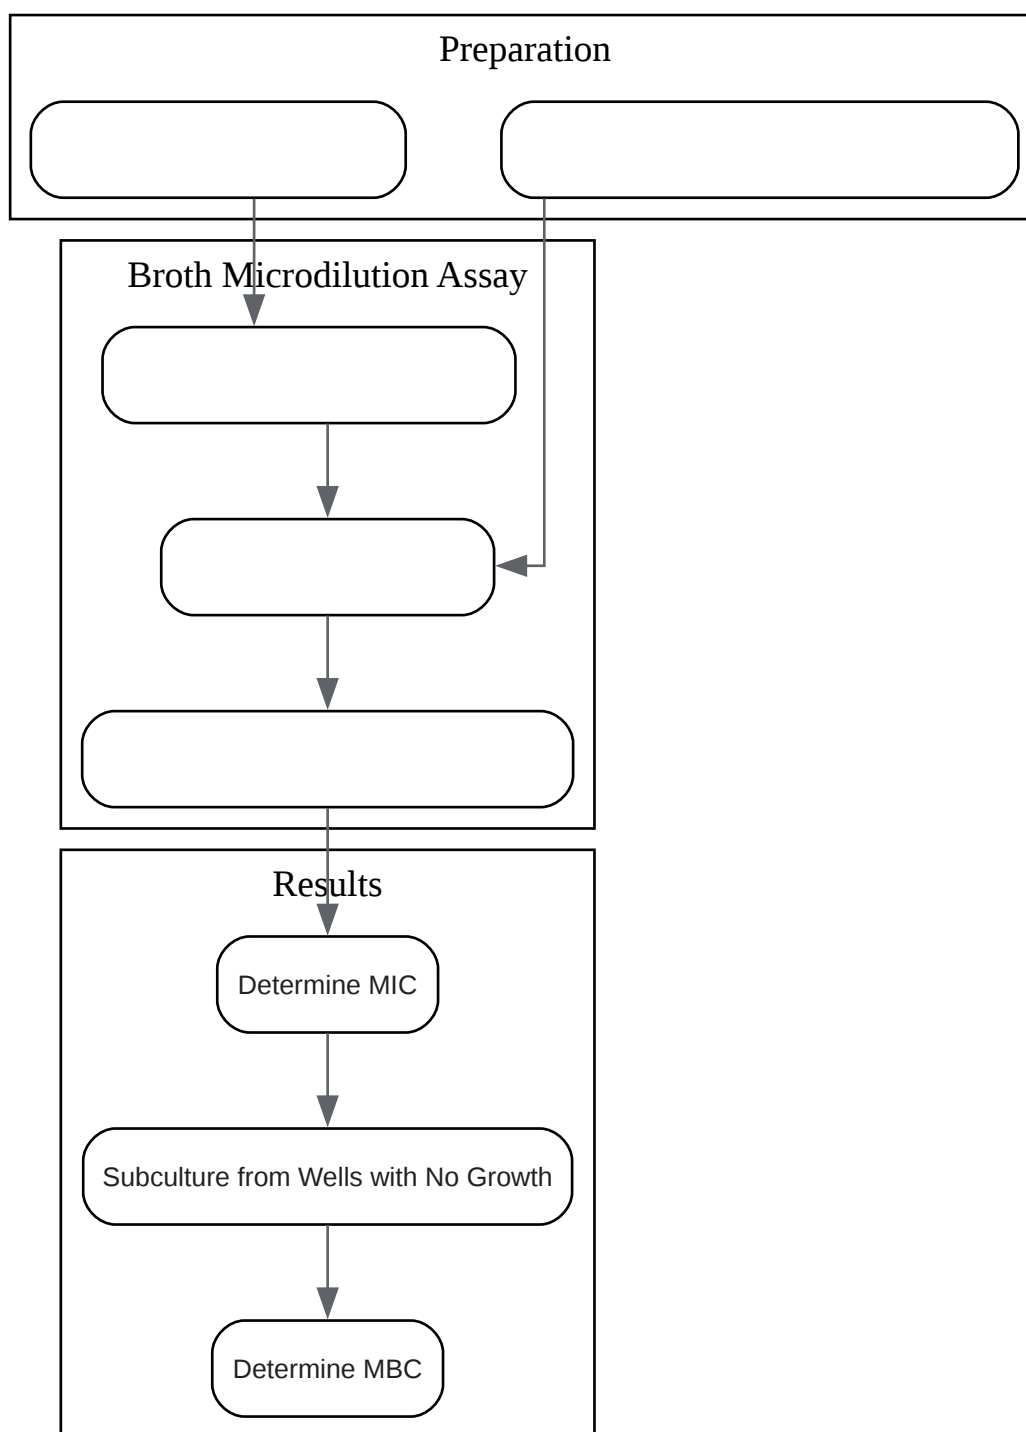 Preparation
Broth Microdilution Assay
Results
Determine MIC
Subculture from Wells with No Growth
Determine MBC